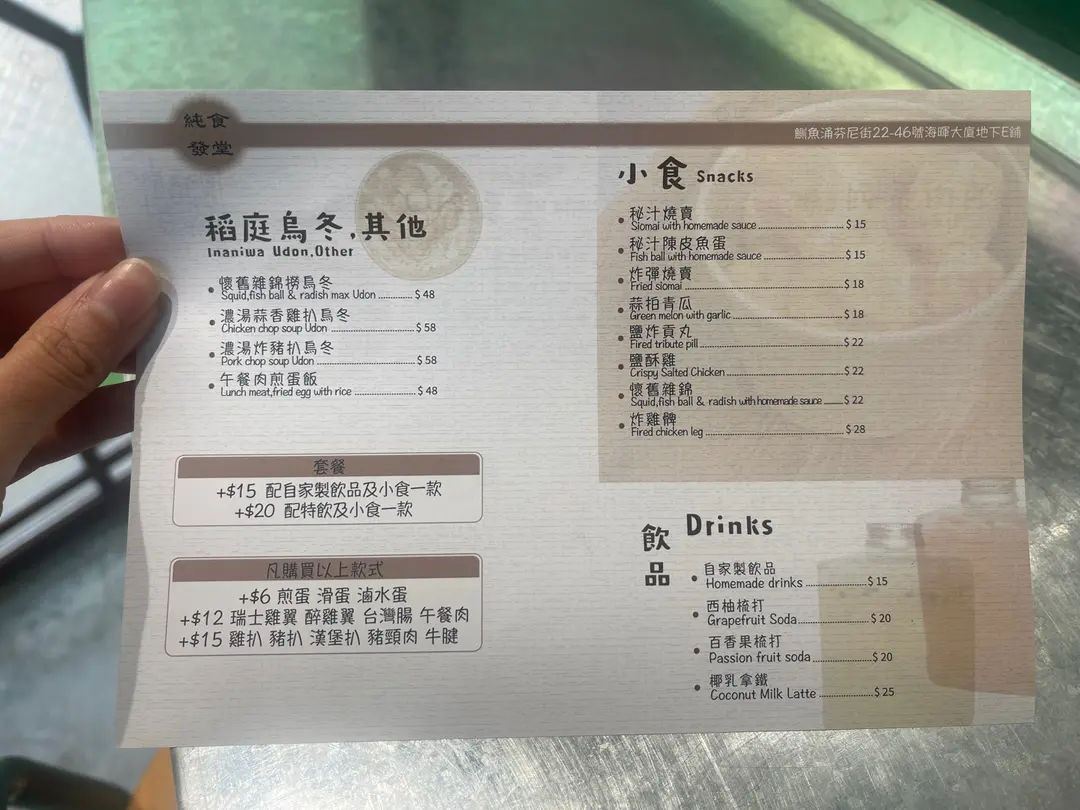 純食
發堂
鰂魚涌芬尼街22-46號海暉大廈地下E舖
稻庭烏冬,其他
Inaniwa Udon,Other
懷舊雜錦撈烏冬
Squid,fish ball & radish max Udon $ 48
濃湯蒜香雞扒烏冬
Chicken chop soup Udon $ 58
濃湯炸豬扒烏冬
Pork chop soup Udon $ 58
午餐肉煎蛋飯
Lunch meat,fried egg with rice $ 48
套餐
+$15 配自家製飲品及小食一款
+$20 配特飲及小食一款
凡購買以上款式
+$6 煎蛋 滑蛋 滷水蛋
+$12 瑞士雞翼 醉雞翼 台灣腸 午餐肉
+$15 雞扒 豬扒 漢堡扒 豬頸肉 牛腱
小食 Snacks
秘汁燒賣
Siomai with homemade sauce $ 15
秘汁陳皮魚蛋
Fish ball with homemade sauce $ 15
炸彈燒賣
Fried siomai $ 18
蒜拍青瓜
Green melon with garlic $ 18
鹽炸貢丸
Fired tribute pill $ 22
鹽酥雞
Crispy Salted Chicken $ 22
懷舊雜錦
Squid,fish ball & radish with homemade sauce $ 22
炸雞髀
Fired chicken leg $ 28
飲品 Drinks
自家製飲品
Homemade drinks $ 15
西柚梳打
Grapefruit Soda $ 20
百香果梳打
Passion fruit soda $ 20
椰乳拿鐵
Coconut Milk Latte $ 25